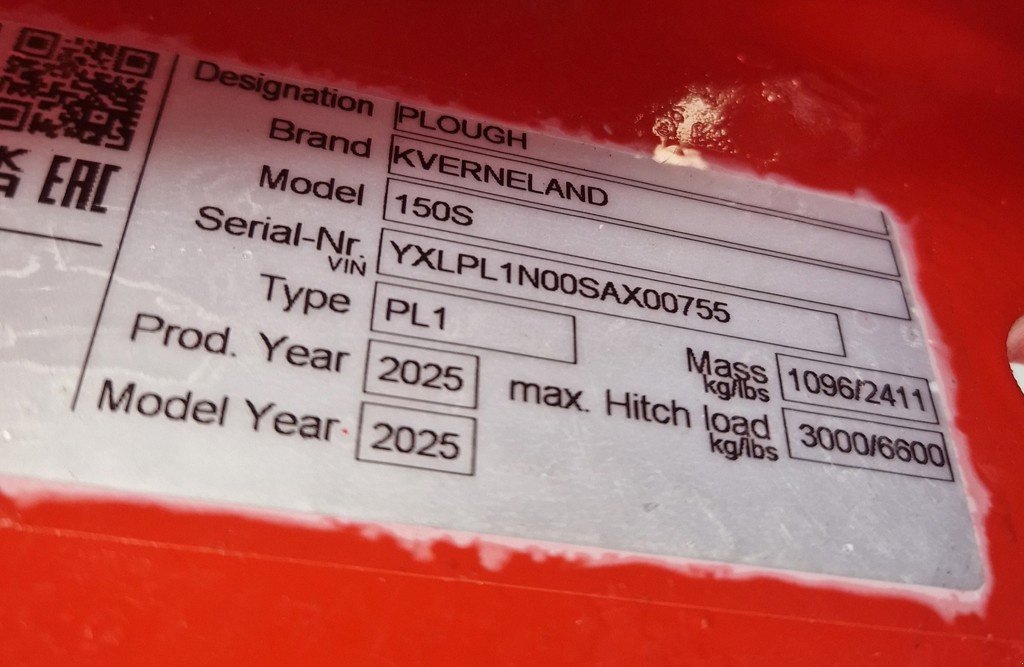 Designation PLOUGH
Brand KVERNELAND
Model 150S
Serial-Nr. YXLPL1N00SAX00755
VIN
Type PL1
Prod. Year 2025
Mass kg/lbs 1096/2411
Model Year 2025
max. Hitch load kg/lbs 3000/6600
EAC